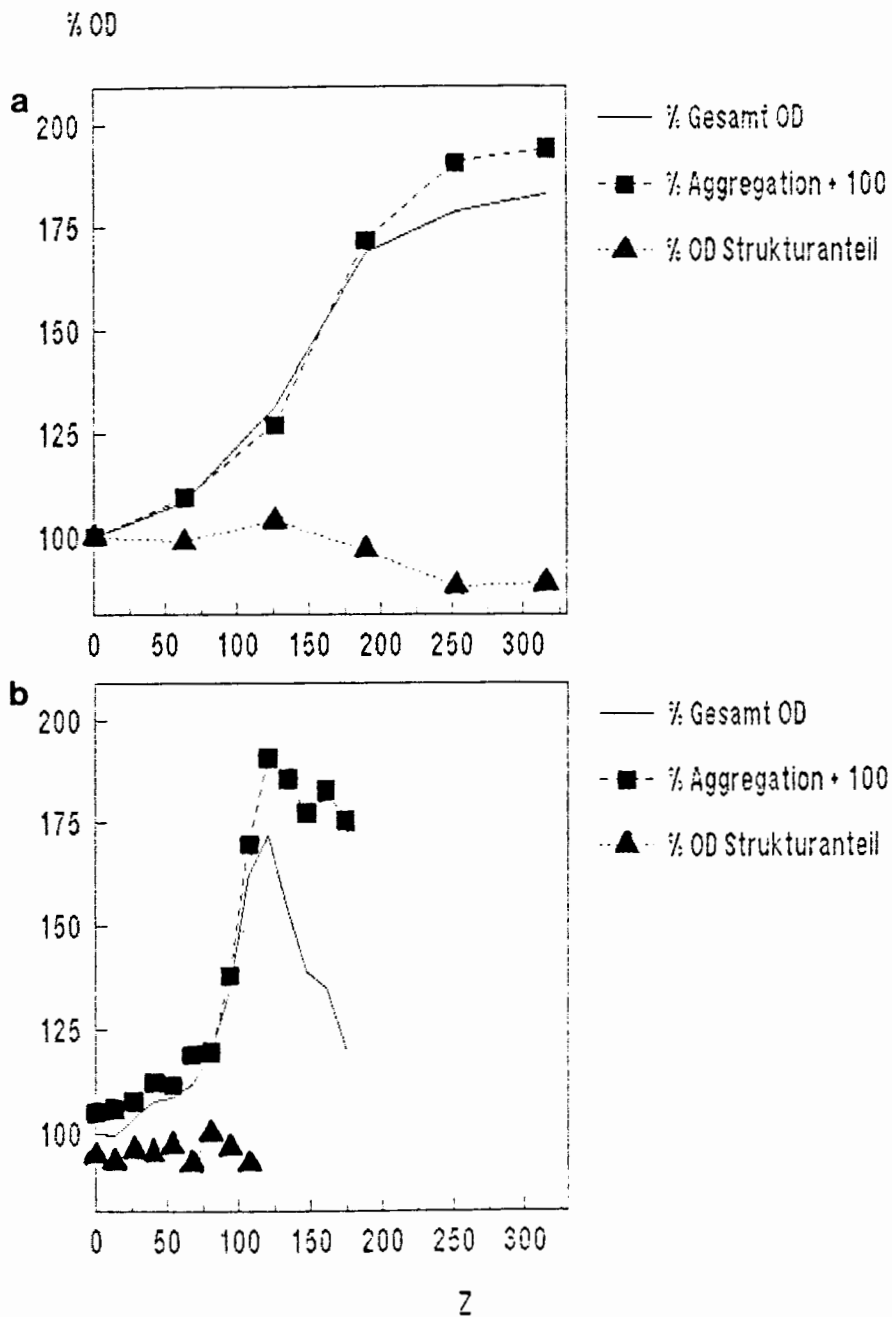 % OD
a
200
175
150
125
100
0 50 100 150 200 250 300
% Gesamt OD
% Aggregation + 100
% OD Strukturanteil
b
200
175
150
125
100
0 50 100 150 200 250 300
% Gesamt OD
% Aggregation + 100
% OD Strukturanteil
Z